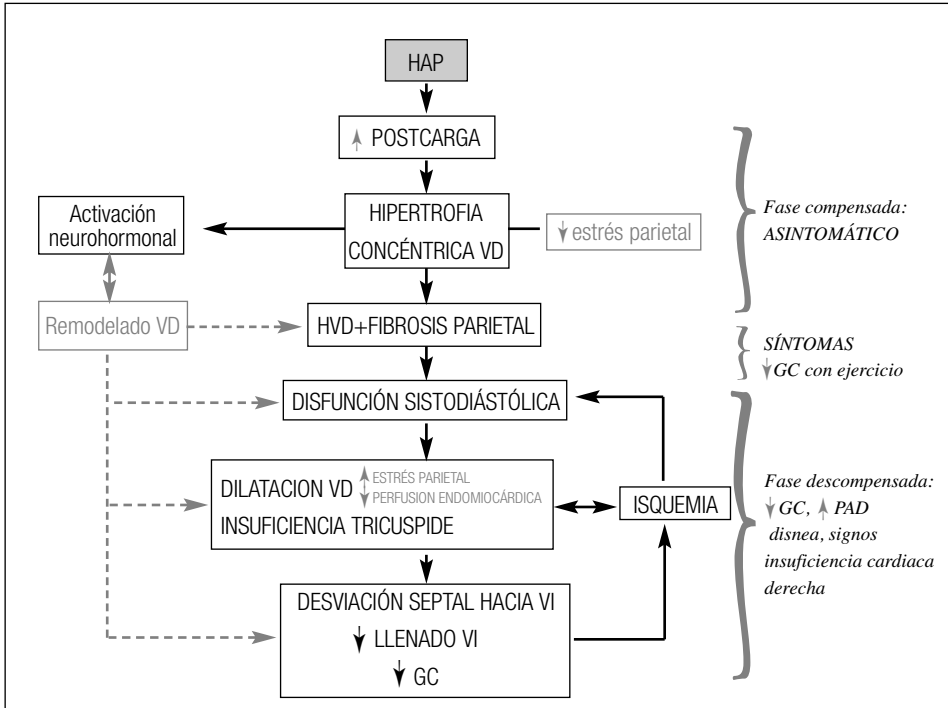 HAP
↑ POSTCARGA
HIPERTROFIA
CONCÉNTRICA VD
↓ estrés parietal
Activación
neurohormonal
Fase compensada:
ASINTOMÁTICO
Remodelado VD
HVD+FIBROSIS PARIETAL
SÍNTOMAS
↓GC con ejercicio
DISFUNCIÓN SISTODIÁSTÓLICA
DILATACION VD ↑ ESTRÉS PARIETAL
↓ PERFUSION ENDOMIOCÁRDICA
INSUFICIENCIA TRICUSPIDE
ISQUEMIA
Fase descompensada:
↓ GC, ↑ PAD
disnea, signos
insuficiencia cardiaca
derecha
DESVIACIÓN SEPTAL HACIA VI
↓ LLENADO VI
↓ GC